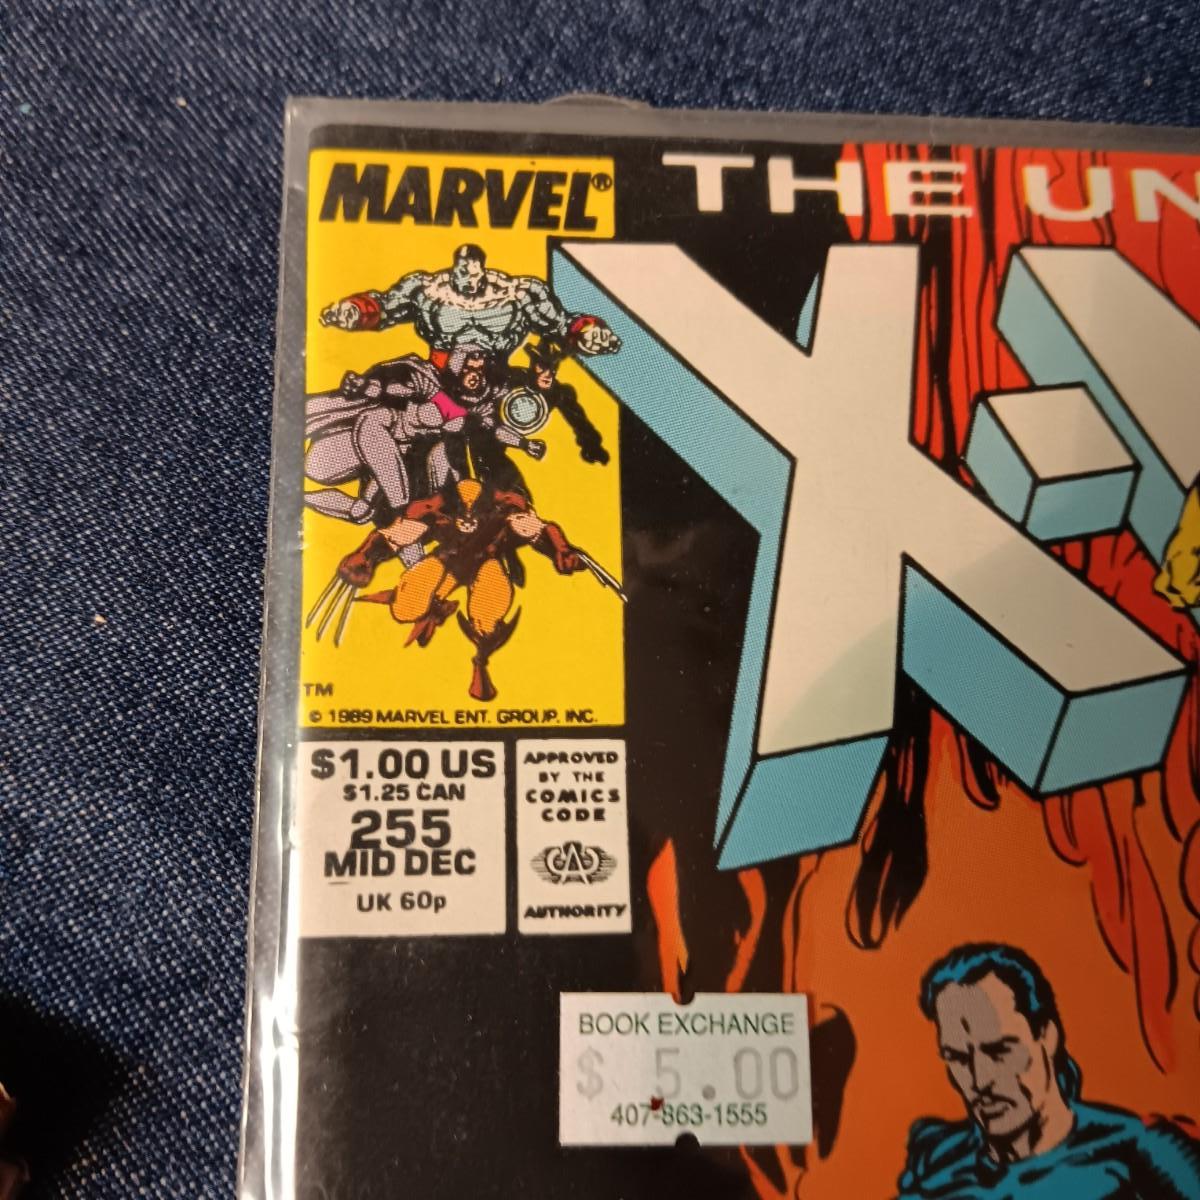 MARVEL®
THE UN
X-
TM
© 1989 MARVEL ENT. GROUP. INC.
$1.00 US
$1.25 CAN
255
MID DEC
UK 60p
APPROVED
BY THE
COMICS
CODE
CAC
AUTHORITY
BOOK EXCHANGE
$ 5.00
407-863-1555